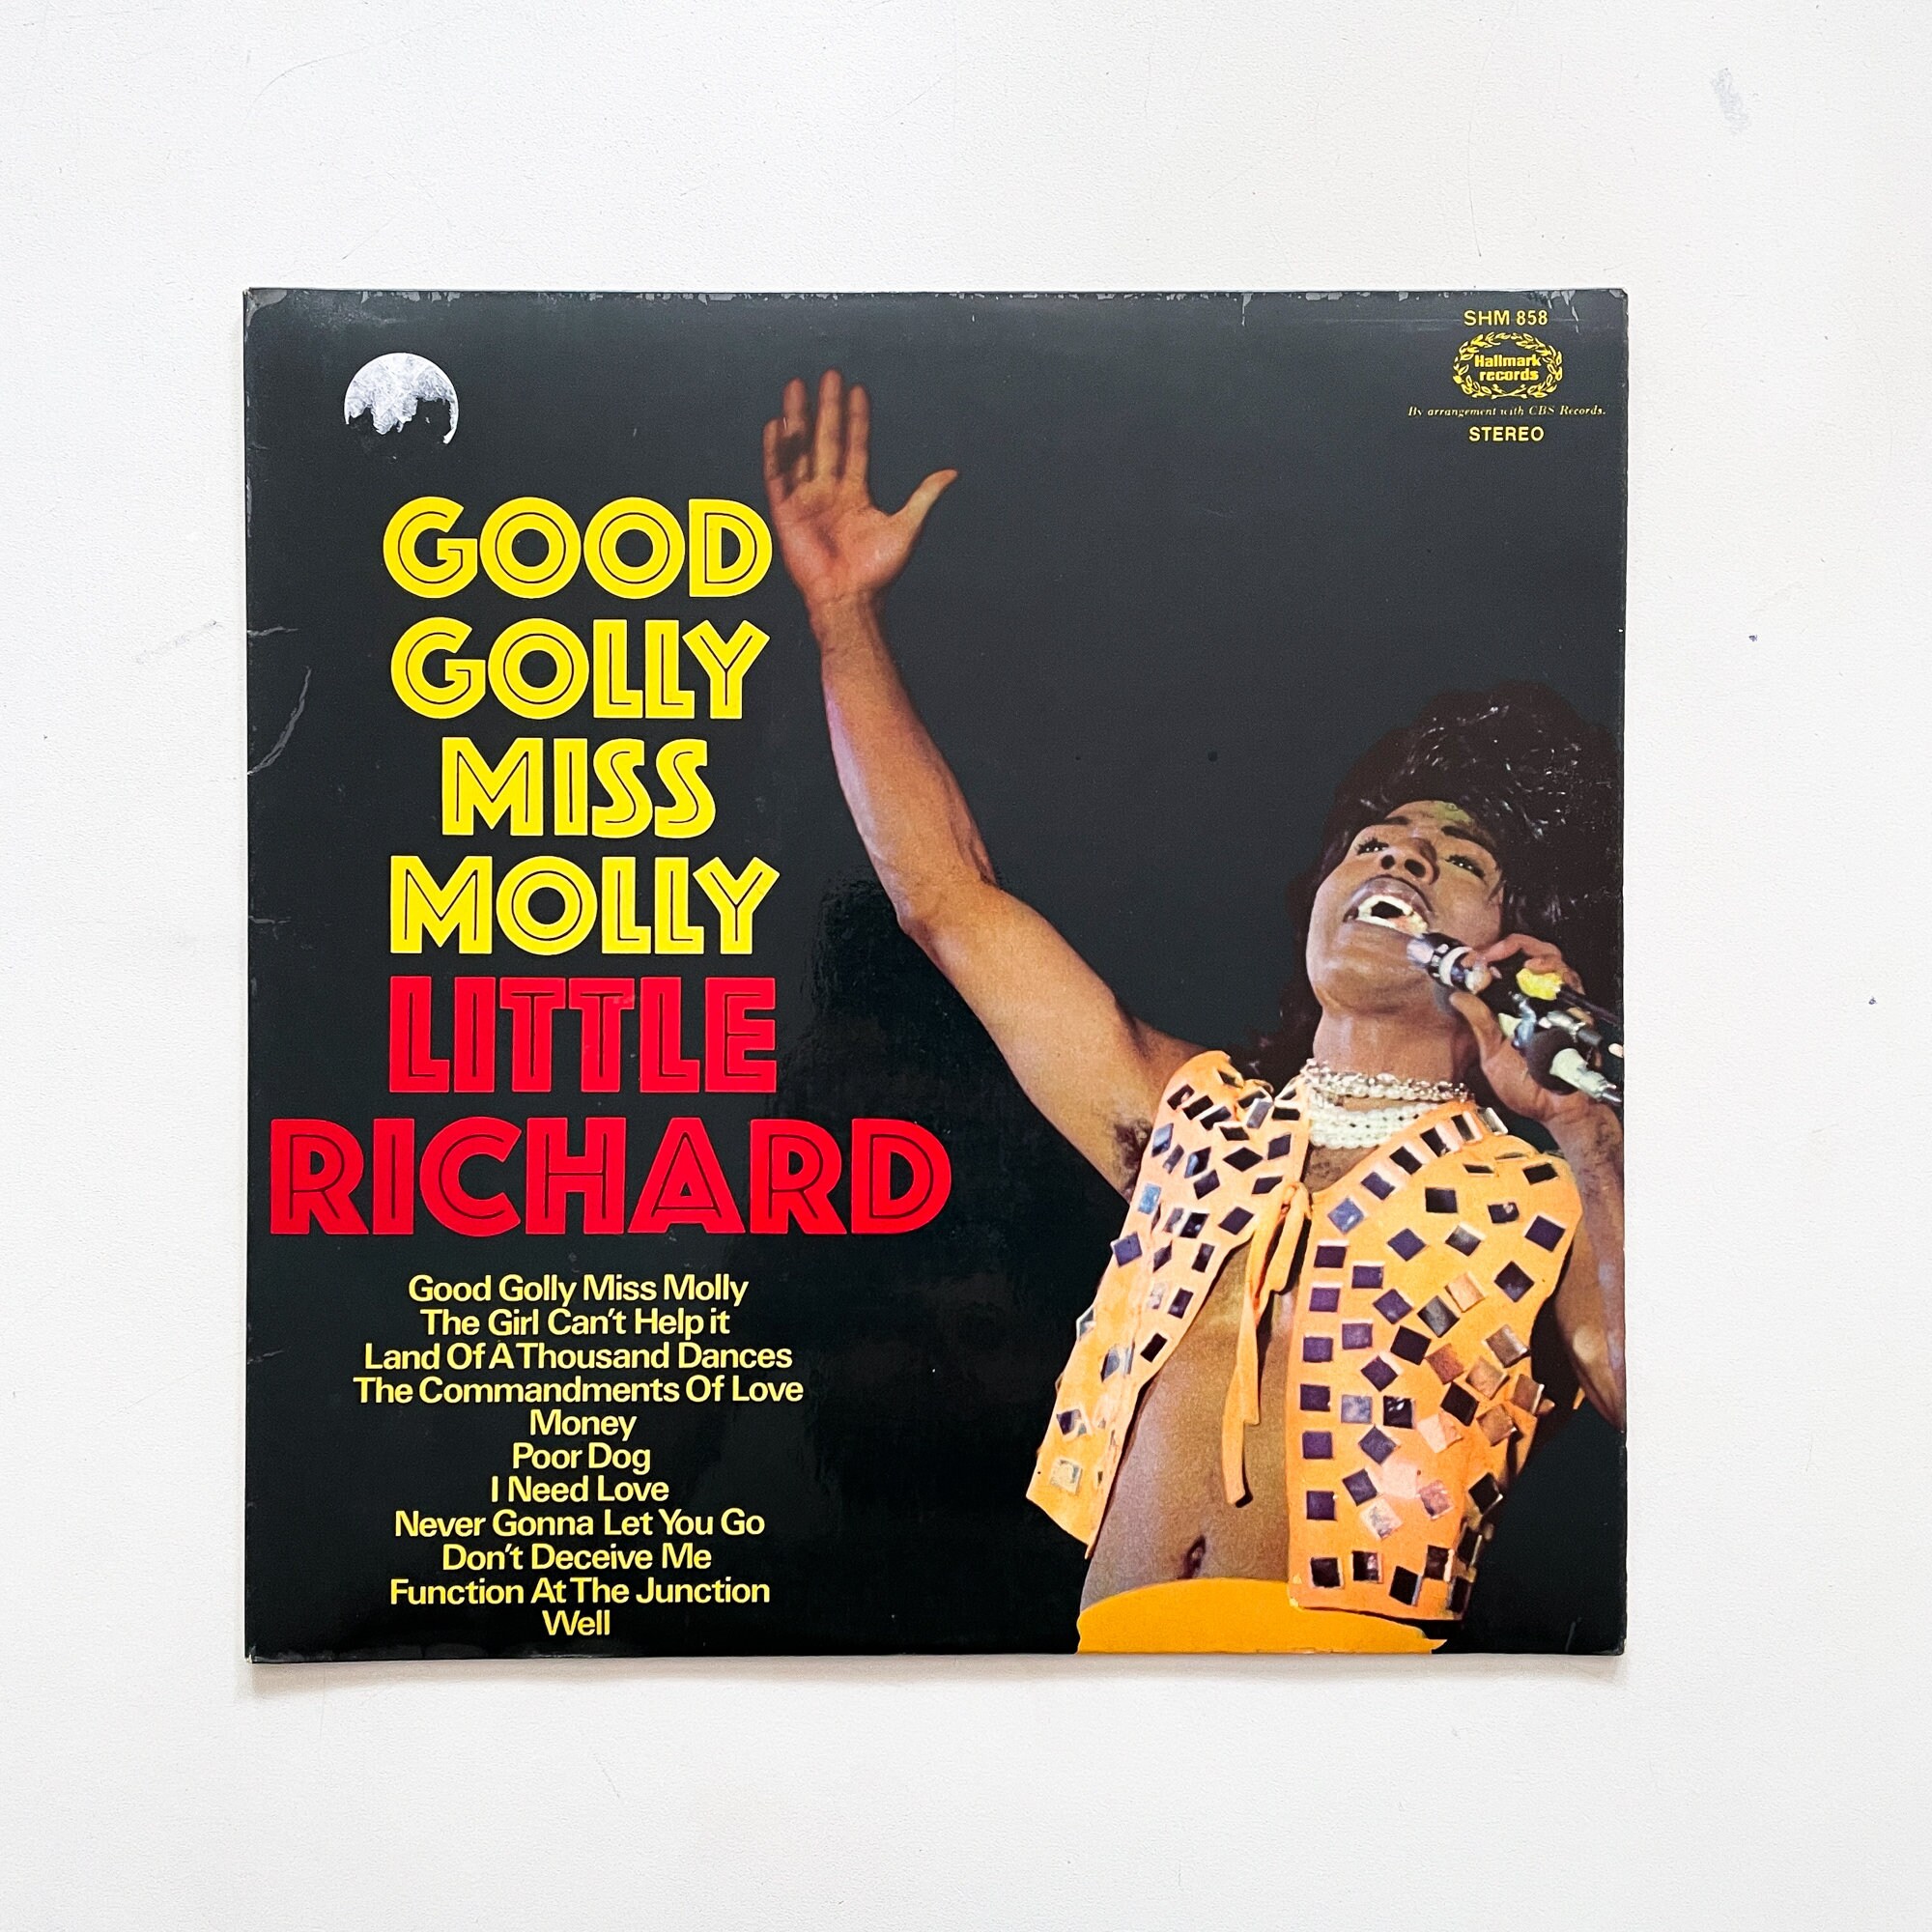 SHM 858
Hallmark
records
By arrangement with CBS Records.
STEREO
GOOD
GOLLY
MISS
MOLLY
LITTLE
RICHARD
Good Golly Miss Molly
The Girl Can't Help it
Land Of A Thousand Dances
The Commandments Of Love
Money
Poor Dog
I Need Love
Never Gonna Let You Go
Don't Deceive Me
Function At The Junction
Well